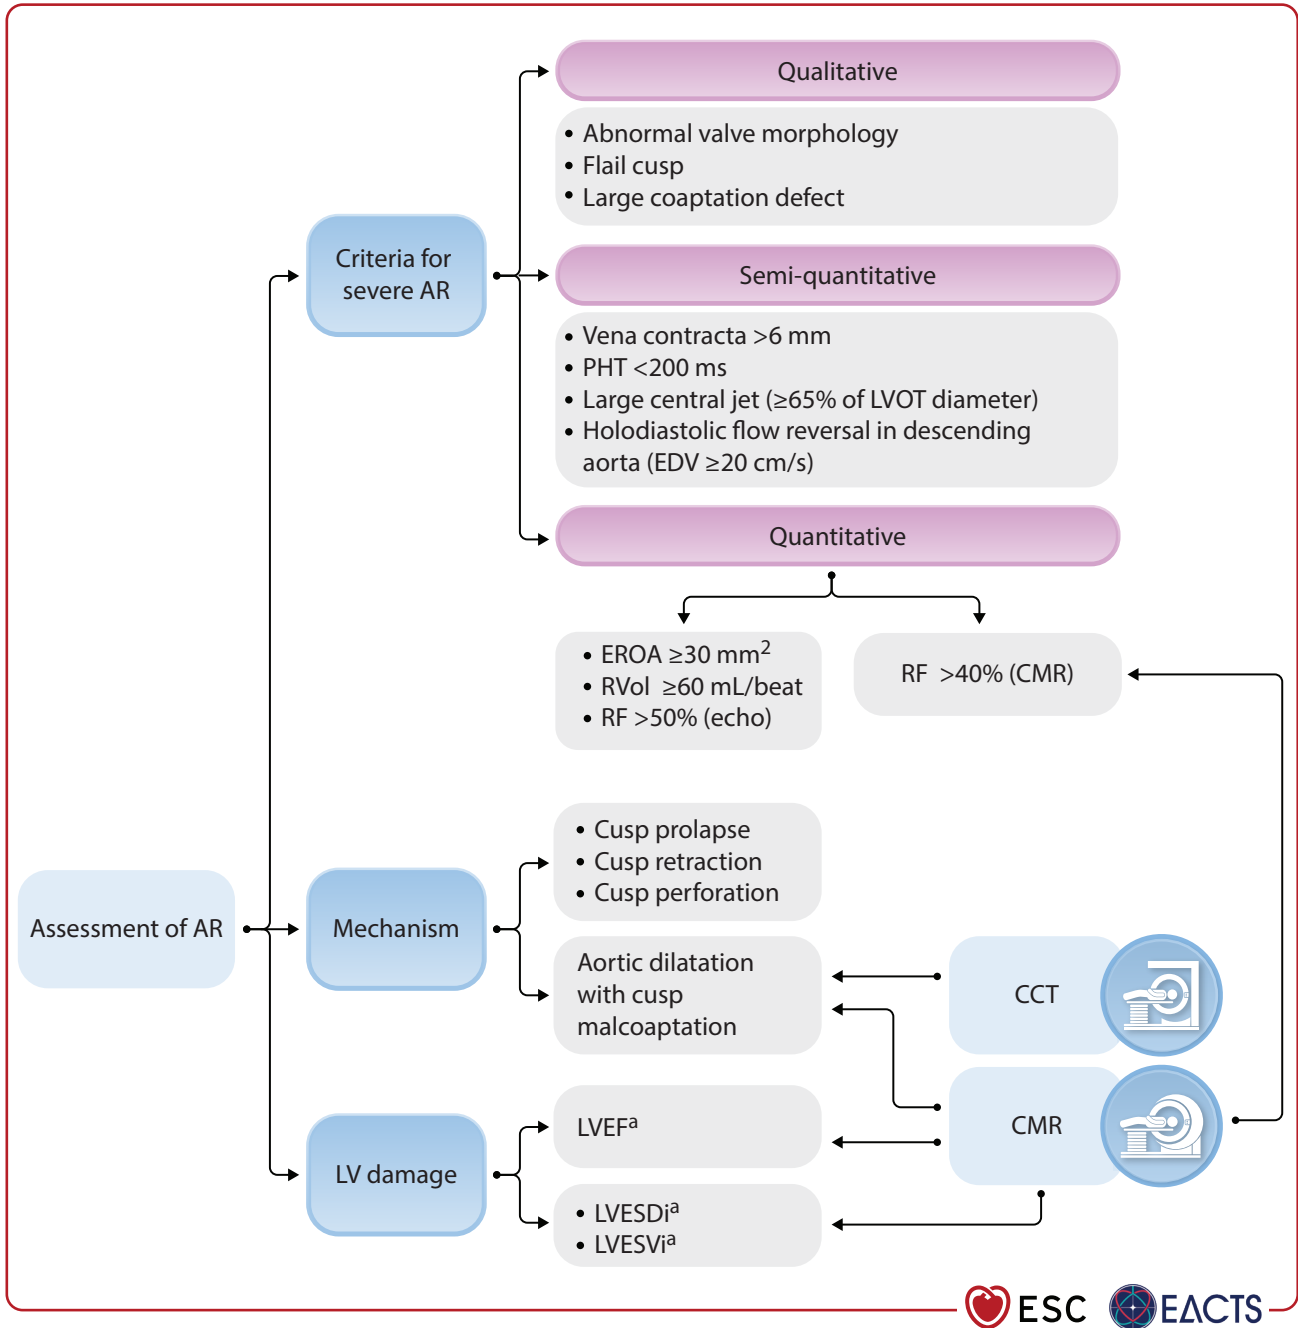 Qualitative
• Abnormal valve morphology
• Flail cusp
• Large coaptation defect
Criteria for
severe AR
Semi-quantitative
• Vena contracta >6 mm
• PHT <200 ms
• Large central jet (≥65% of LVOT diameter)
• Holodiastolic flow reversal in descending
aorta (EDV ≥20 cm/s)
Quantitative
• EROA ≥30 mm²
• RVol ≥60 mL/beat
• RF >50% (echo)
RF >40% (CMR)
Assessment of AR
Mechanism
• Cusp prolapse
• Cusp retraction
• Cusp perforation
Aortic dilatation
with cusp
malcoaptation
CCT
CMR
LV damage
LVEFᵃ
• LVESDiᵃ
• LVESViᵃ
ESC
EΔCTS